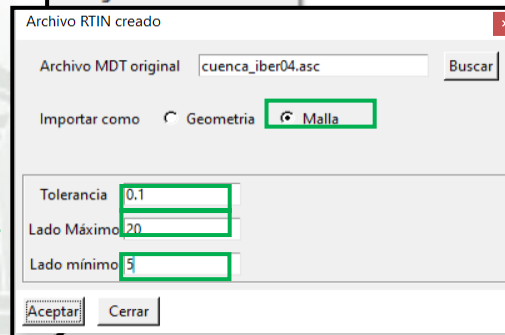 Archivo RTIN creado
Archivo MDT original cuenca_iber04.asc Buscar
Importar como Geometria Malla
Tolerancia 0.1
Lado Máximo 20
Lado mínimo 5
Aceptar Cerrar